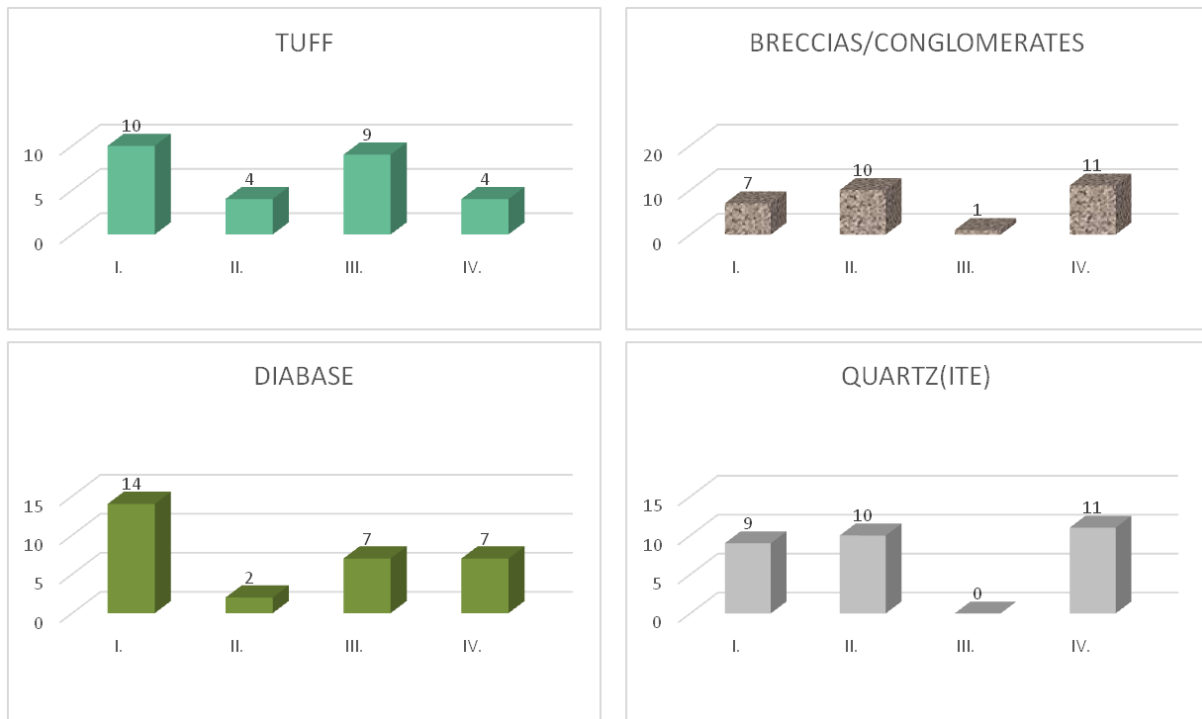 TUFF
10
4
9
4
10
5
0
I.
II.
III.
IV.
BRECCIAS/CONGLOMERATES
7
10
1
11
20
10
0
I.
II.
III.
IV.
DIABASE
14
2
7
7
15
10
5
0
I.
II.
III.
IV.
QUARTZ(ITE)
9
10
0
11
15
10
5
0
I.
II.
III.
IV.